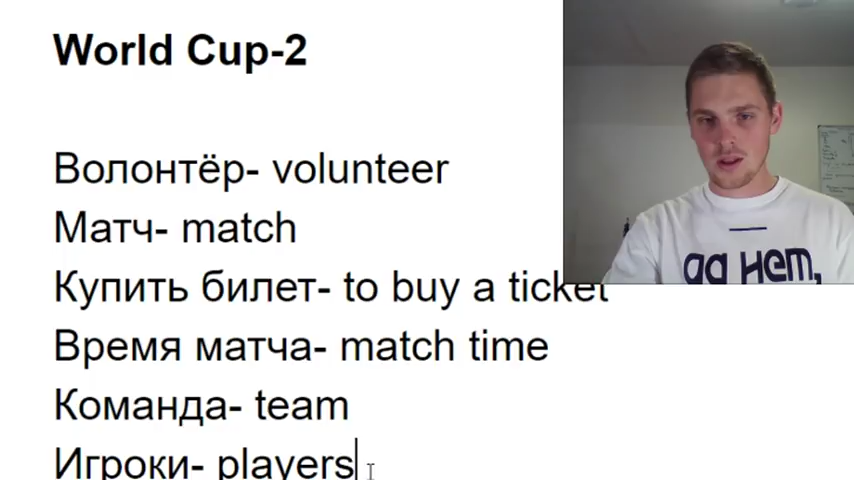 World Cup-2
Волонтёр- volunteer
Матч- match
Купить билет- to buy a ticket
Время матча- match time
Команда- team
Игроки- players
да нет,